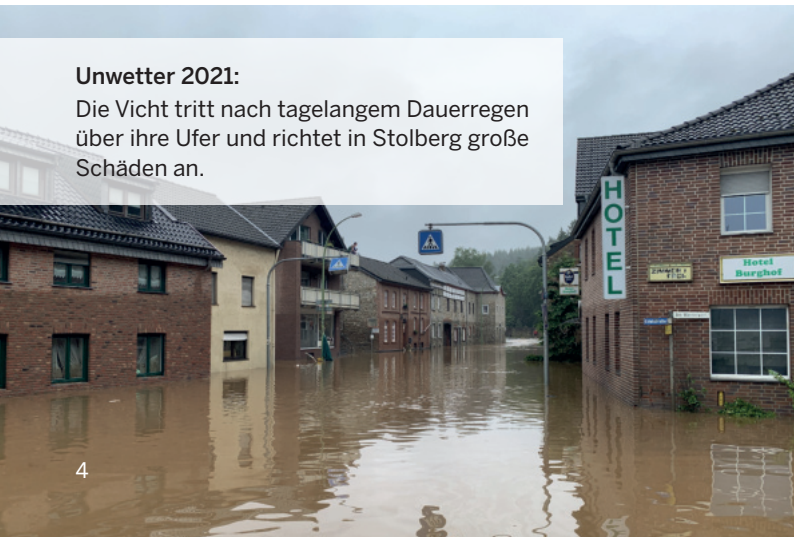 Unwetter 2021:
Die Vicht tritt nach tagelangem Dauerregen
über ihre Ufer und richtet in Stolberg große
Schäden an.
HOTEL
Hotel
Burghof
4